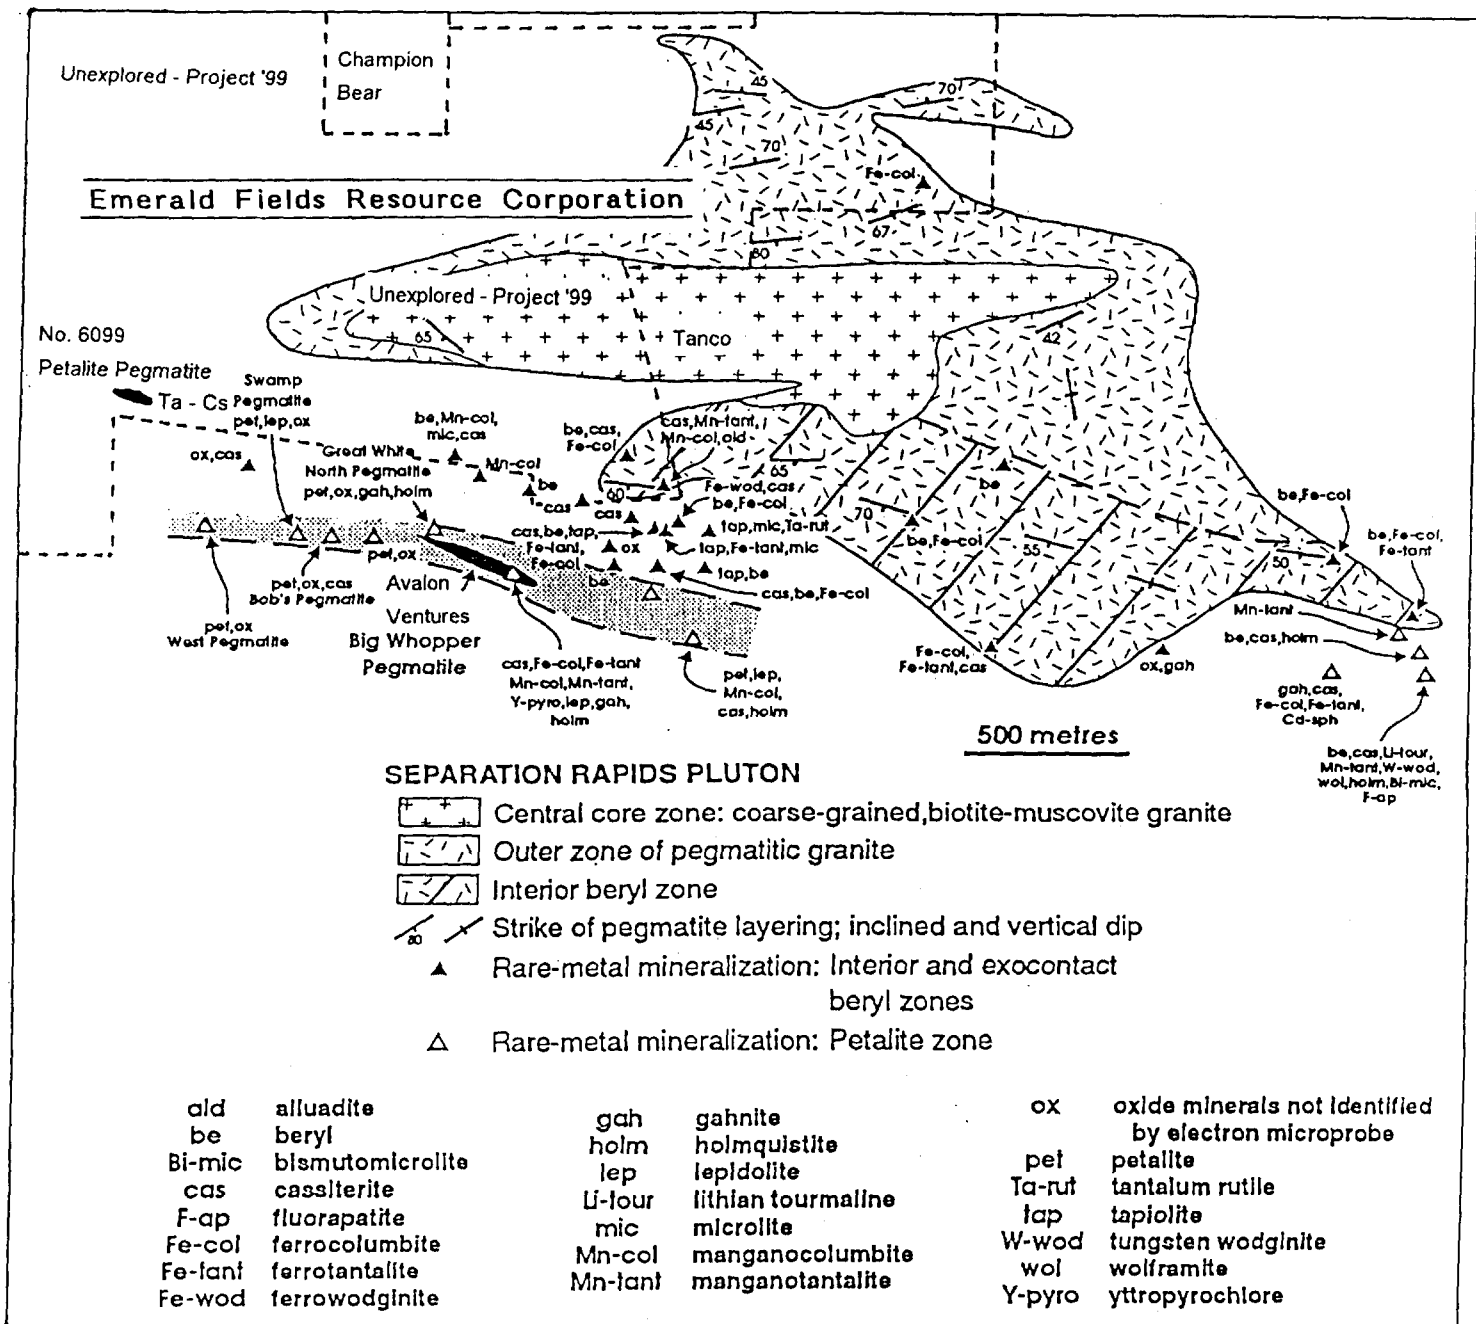 Unexplored - Project '99
Champion
Bear
Emerald Fields Resource Corporation
45
70
45
70
Fe-col
67
80
Unexplored - Project '99
65
Tanco
42
No. 6099
Petalite Pegmatite
Ta - Cs
Swamp
Pegmatite
pet,lep,ox
ox,cas
Great White
North Pegmatite
pet,ox,gah,holm
be,Mn-col,
mic,cas
Mn-col
be
cas
be,cas,
Fe-col
cas,Mn-tant,
Mn-col,ald
65
60
Fe-wod,cas
be,Fe-col
cas
cas,be,tap,
Fe-tant,
Fe-col
ox
tap,mic,Ta-rut
tap,Fe-tant,mic
be
tap,be
cas,be,Fe-col
be
70
be,Fe-col
55
50
be,Fe-col
be,Fe-col,
Fe-tant
Mn-tant
be,cas,holm
pet,ox
pet,ox,cas
Bob's Pegmatite
pet,ox
West Pegmatite
Avalon
Ventures
Big Whopper
Pegmatite
cas,Fe-col,Fe-tant
Mn-col,Mn-tant,
Y-pyro,lep,gah,
holm
pet,lep,
Mn-col,
cas,holm
Fe-col,
Fe-tant,cas
ox,gah
gah,cas,
Fe-col,Fe-tant,
Cd-sph
be,cas,Li-tour,
Mn-tant,W-wod,
wol,holm,Bi-mic,
F-ap
500 metres
SEPARATION RAPIDS PLUTON
Central core zone: coarse-grained,biotite-muscovite granite
Outer zone of pegmatitic granite
Interior beryl zone
80
Strike of pegmatite layering; inclined and vertical dip
Rare-metal mineralization: Interior and exocontact
beryl zones
Rare-metal mineralization: Petalite zone
ald alluadite
be beryl
Bi-mic bismutomicrolite
cas cassiterite
F-ap fluorapatite
Fe-col ferrocolumbite
Fe-tant ferrotantalite
Fe-wod ferrowodginite
gah gahnite
holm holmquistite
lep lepidolite
Li-tour lithian tourmaline
mic microlite
Mn-col manganocolumbite
Mn-tant manganotantalite
ox oxide minerals not identified
by electron microprobe
pet petalite
Ta-rut tantalum rutile
tap tapiolite
W-wod tungsten wodginite
wol wolframite
Y-pyro yttropyrochlore